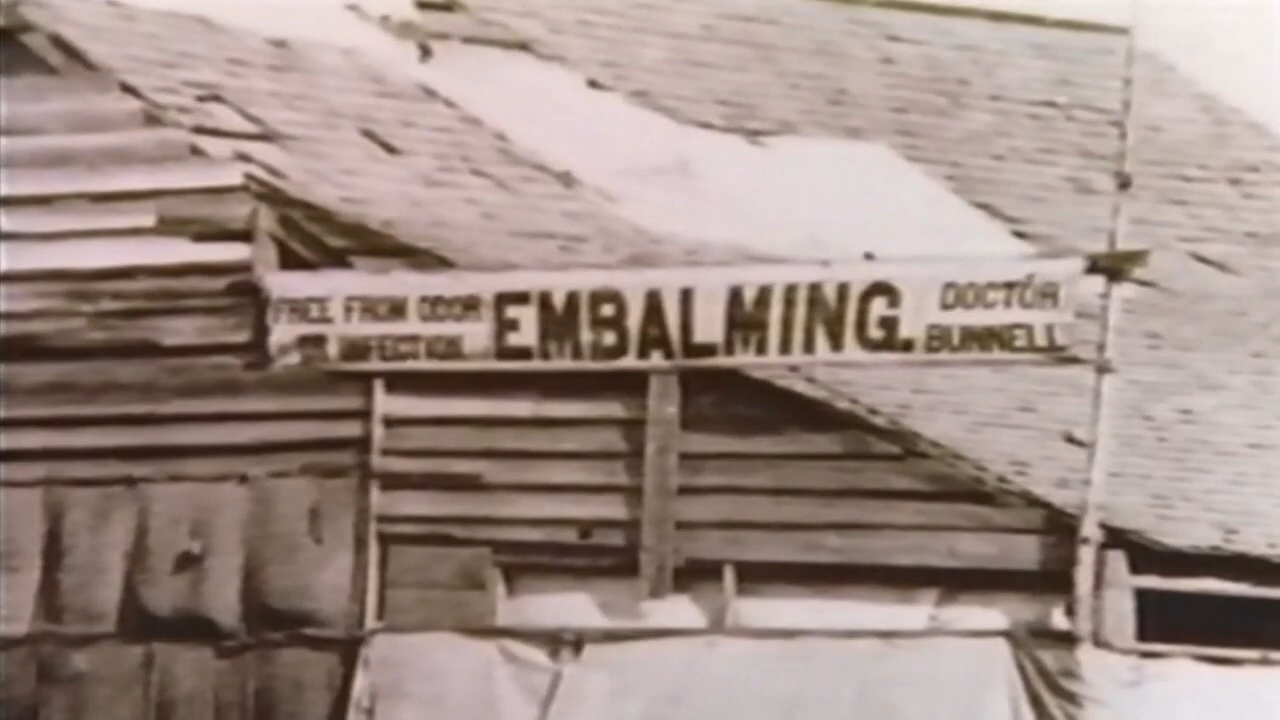 FREE FROM ODOR
OR INFECTION
EMBALMING.
DOCTOR
BUNNELL